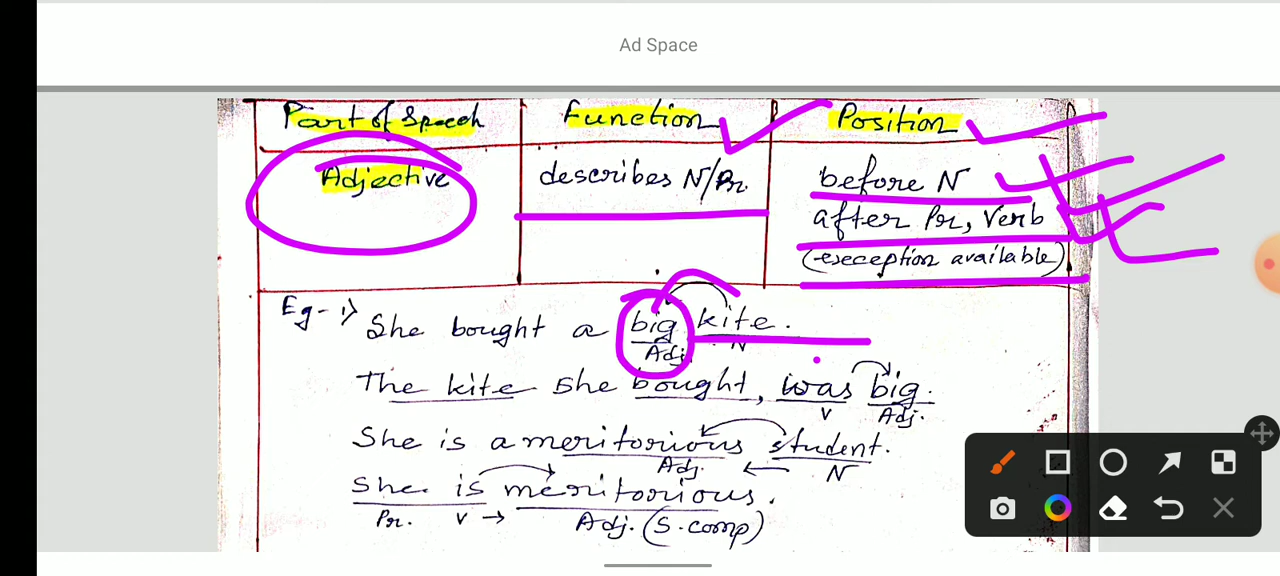 Ad Space
Part of Speech Function Position
Adjective describes N/Pr. before N
after Pr, Verb
(exeception available)
Eg-1> She bought a big kite.
Adj. N
The kite she bought, was big.
V Adj.
She is a meritorious student.
Adj. N
She is meritorious.
Pr. V → Adj. (S. comp)